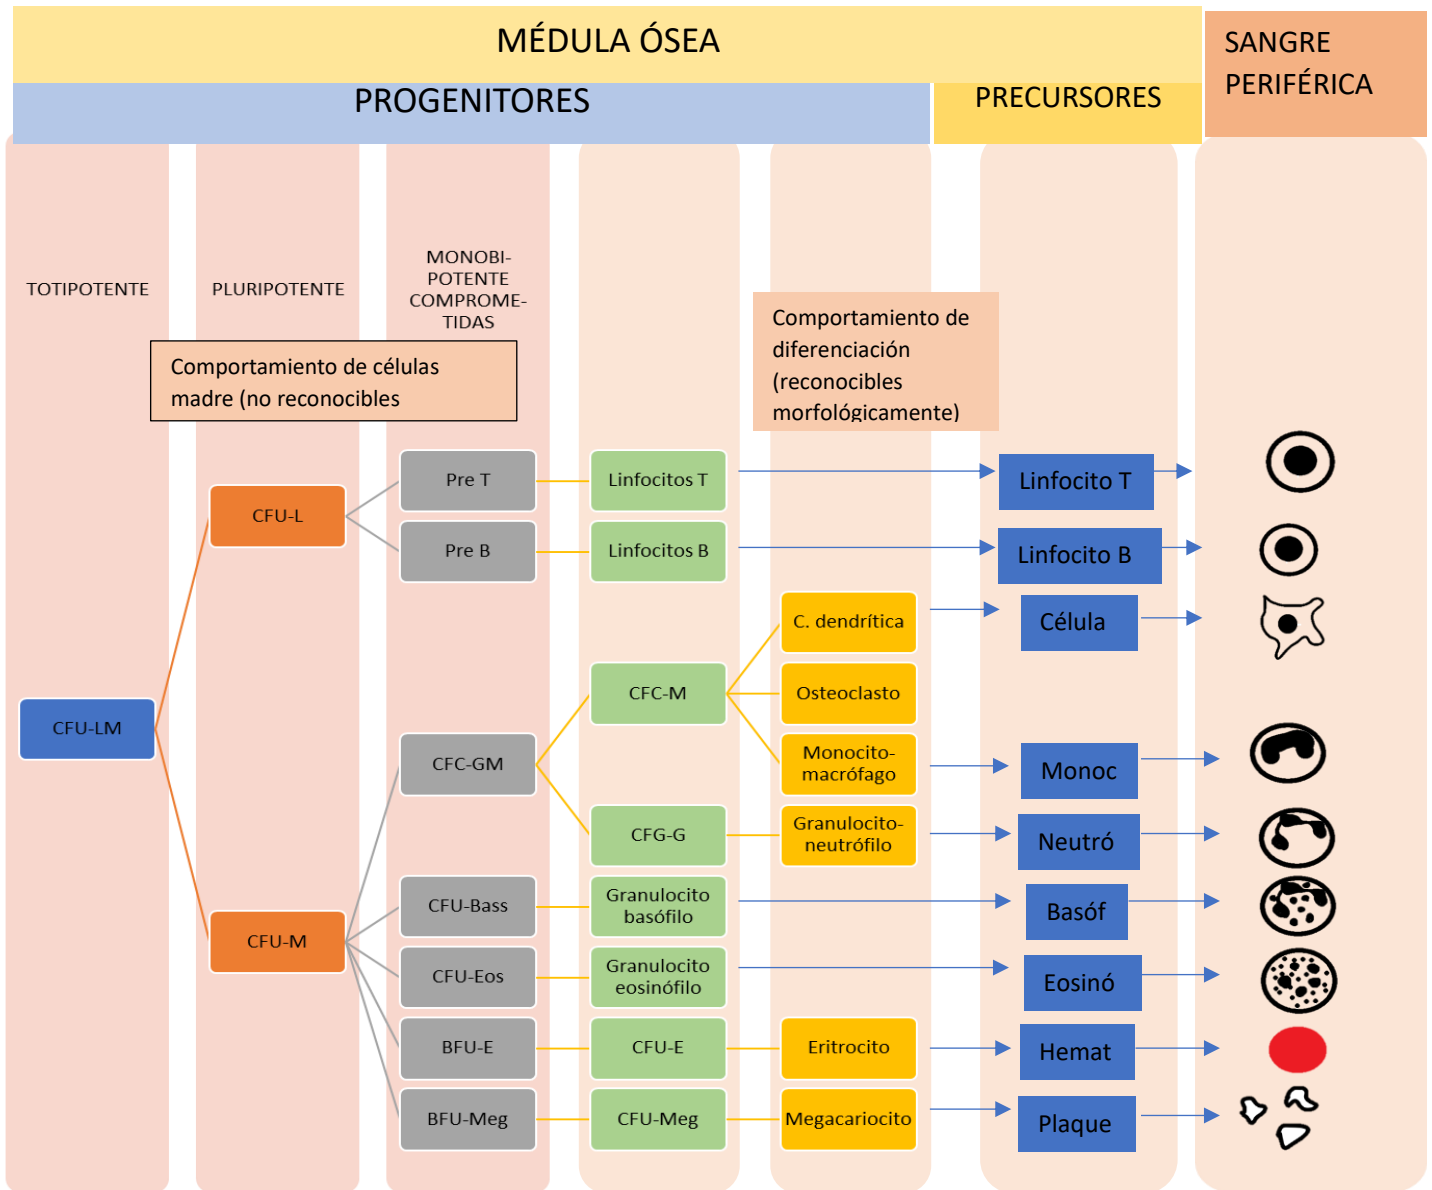 MÉDULA ÓSEA
SANGRE
PERIFÉRICA
PROGENITORES
PRECURSORES
TOTIPOTENTE
PLURIPOTENTE
MONOBI-
POTENTE
COMPROME-
TIDAS
Comportamiento de células
madre (no reconocibles
Comportamiento de
diferenciación
(reconocibles
morfológicamente)
CFU-LM
CFU-L
CFU-M
Pre T
Pre B
CFC-GM
CFU-Bass
CFU-Eos
BFU-E
BFU-Meg
Linfocitos T
Linfocitos B
CFC-M
CFG-G
Granulocito
basófilo
Granulocito
eosinófilo
CFU-E
CFU-Meg
C. dendrítica
Osteoclasto
Monocito-
macrófago
Granulocito-
neutrófilo
Eritrocito
Megacariocito
Linfocito T
Linfocito B
Célula
Monoc
Neutró
Basóf
Eosinó
Hemat
Plaque